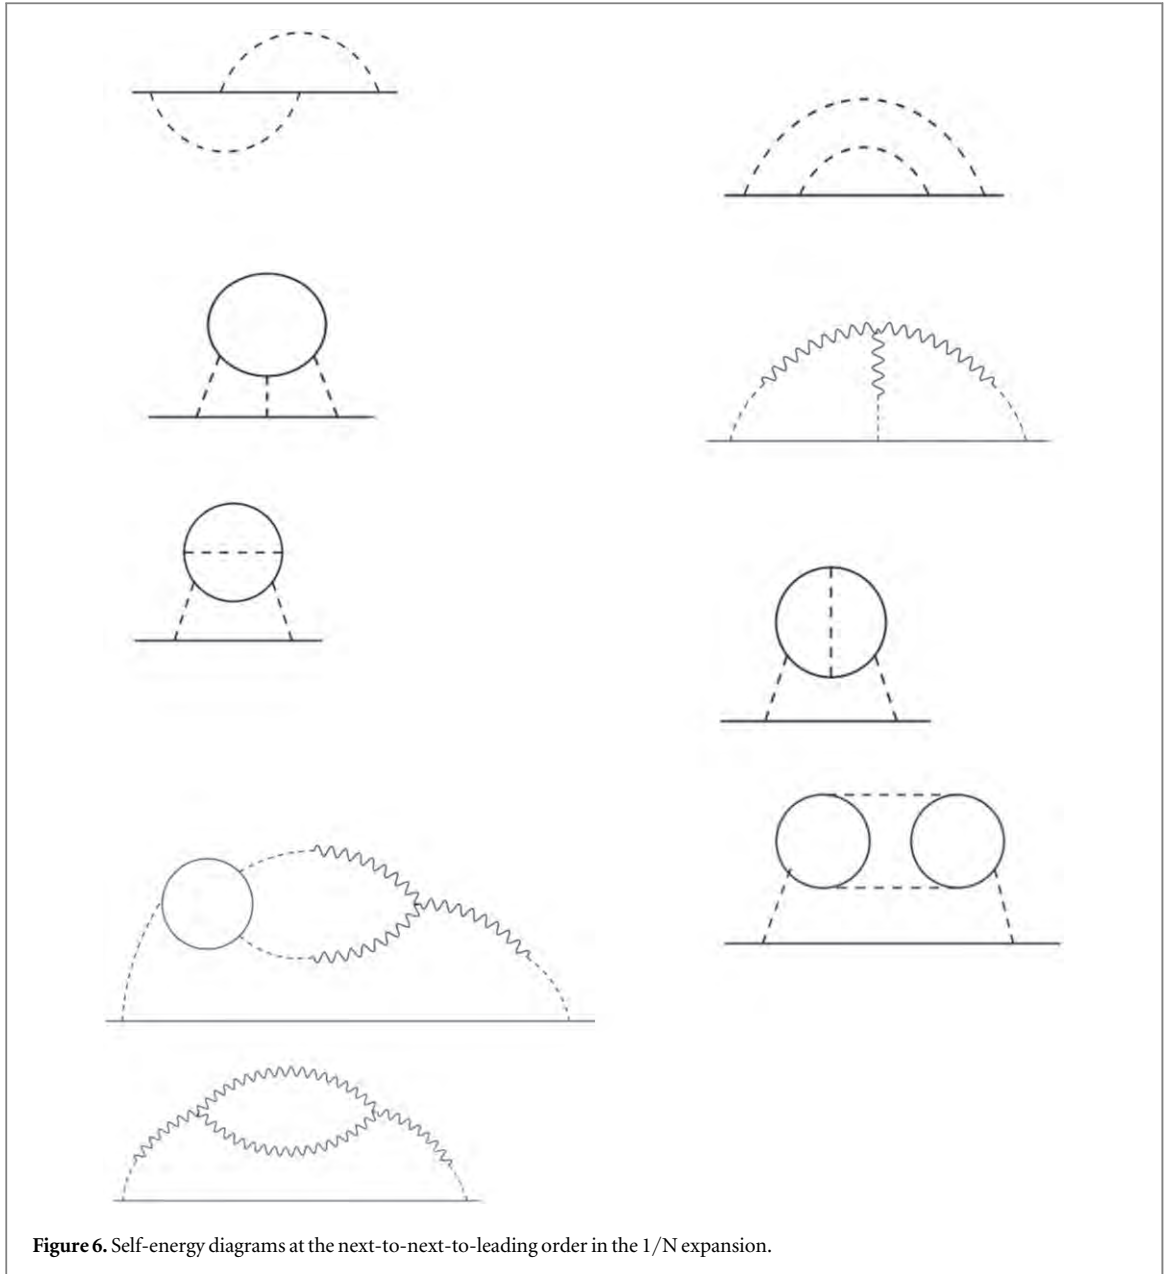 Figure 6. Self-energy diagrams at the next-to-next-to-leading order in the 1/N expansion.